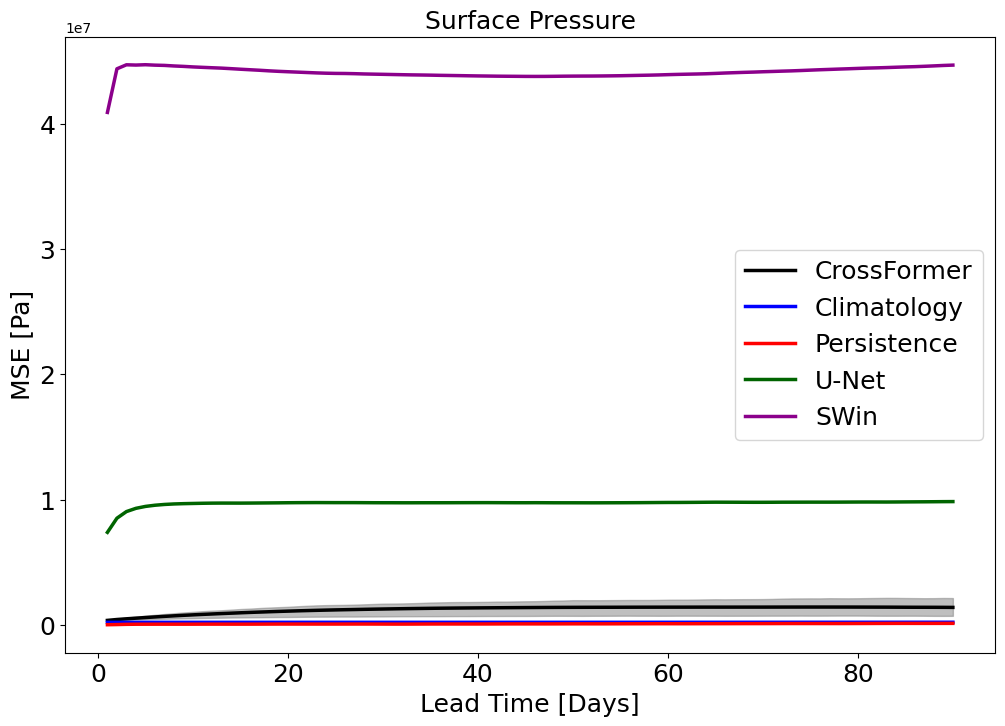 Surface Pressure
1e7
4
3
2
1
0
MSE [Pa]
CrossFormer
Climatology
Persistence
U-Net
SWin
0 20 40 60 80
Lead Time [Days]